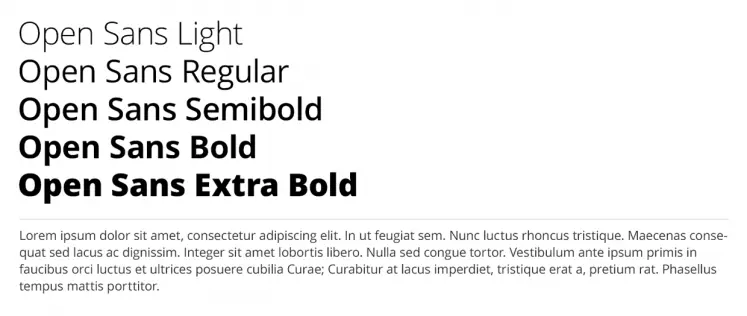 Open Sans Light
Open Sans Regular
Open Sans Semibold
Open Sans Bold
Open Sans Extra Bold
Lorem ipsum dolor sit amet, consectetur adipiscing elit. In ut feugiat sem. Nunc luctus rhoncus tristique. Maecenas conse-
quat sed lacus ac dignissim. Integer sit amet lobortis libero. Nulla sed congue tortor. Vestibulum ante ipsum primis in
faucibus orci luctus et ultrices posuere cubilia Curae; Curabitur at lacus imperdiet, tristique erat a, pretium rat. Phasellus
tempus mattis porttitor.